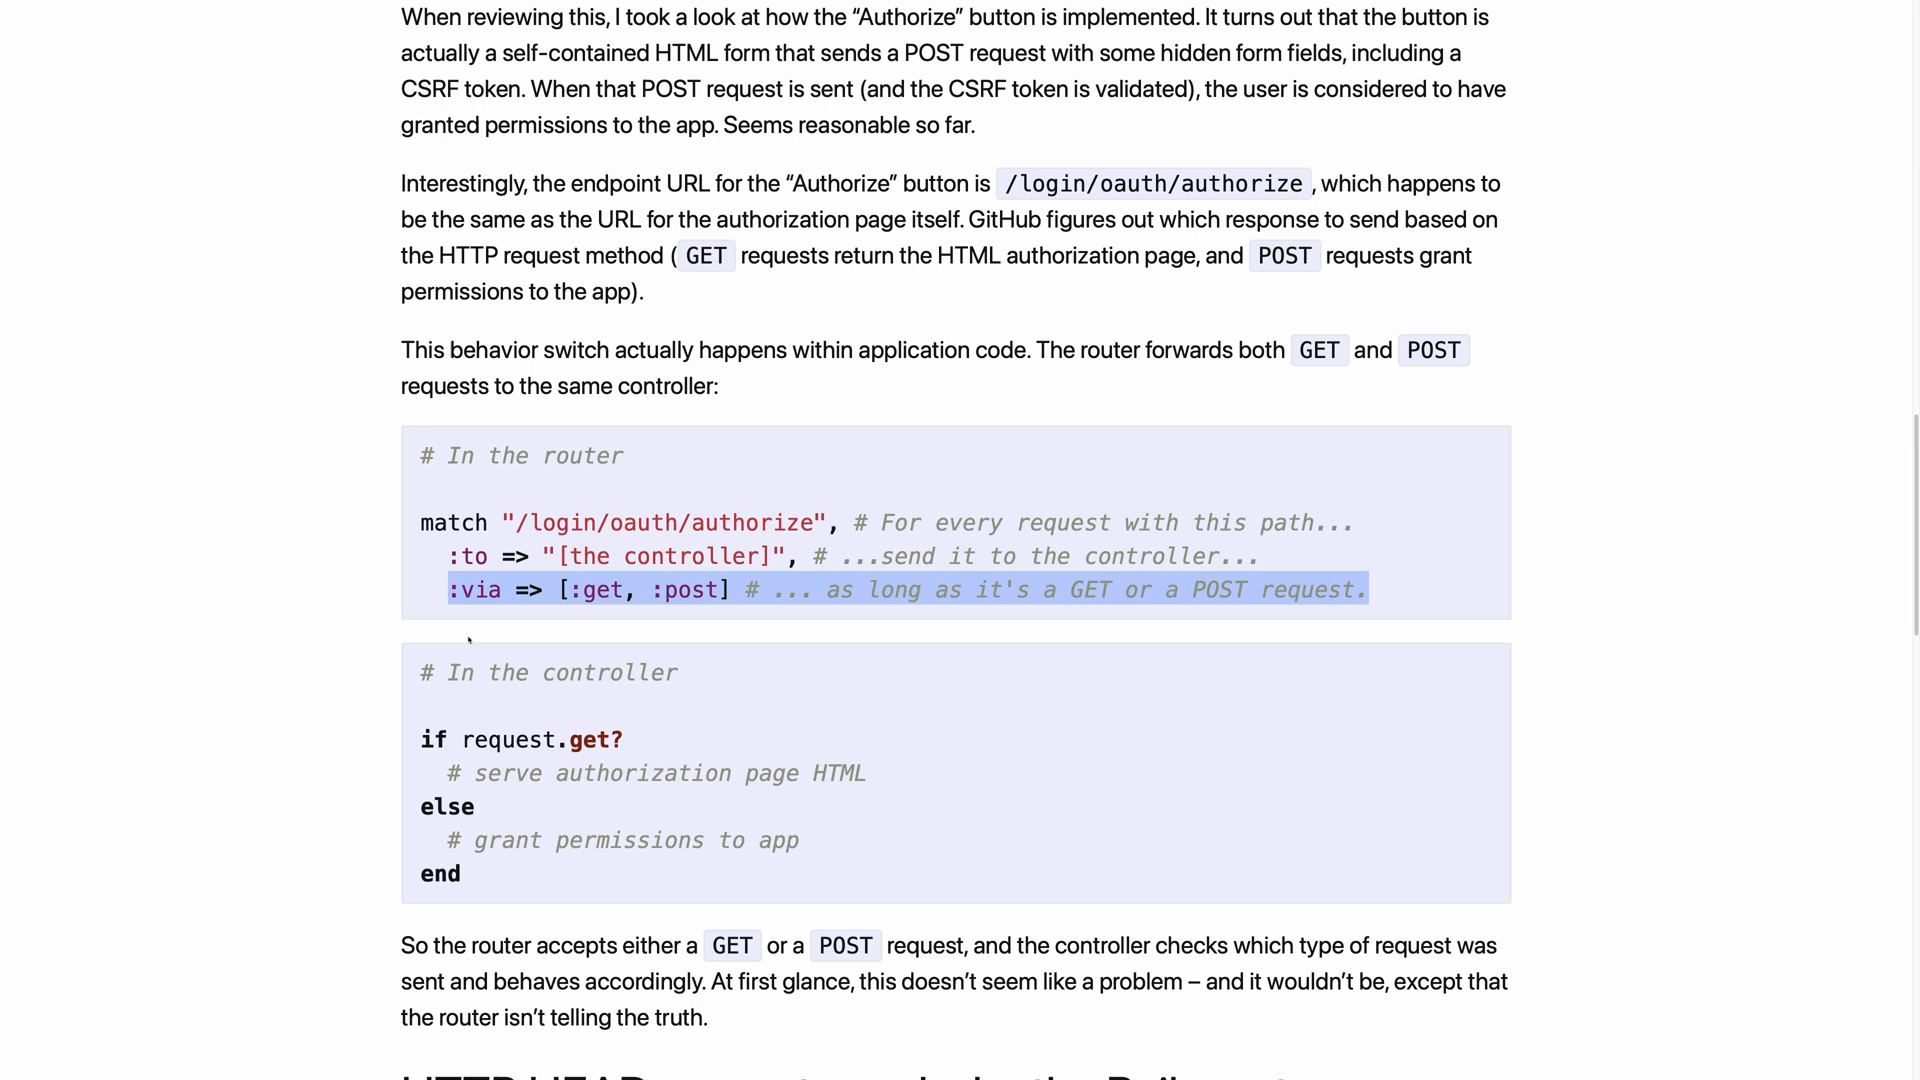 When reviewing this, I took a look at how the “Authorize” button is implemented. It turns out that the button is
actually a self-contained HTML form that sends a POST request with some hidden form fields, including a
CSRF token. When that POST request is sent (and the CSRF token is validated), the user is considered to have
granted permissions to the app. Seems reasonable so far.
Interestingly, the endpoint URL for the “Authorize” button is /login/oauth/authorize, which happens to
be the same as the URL for the authorization page itself. GitHub figures out which response to send based on
the HTTP request method (GET requests return the HTML authorization page, and POST requests grant
permissions to the app).
This behavior switch actually happens within application code. The router forwards both GET and POST
requests to the same controller:
# In the router
match "/login/oauth/authorize", # For every request with this path...
:to => "[the controller]", # ...send it to the controller...
:via => [:get, :post] # ... as long as it's a GET or a POST request.
# In the controller
if request.get?
# serve authorization page HTML
else
# grant permissions to app
end
So the router accepts either a GET or a POST request, and the controller checks which type of request was
sent and behaves accordingly. At first glance, this doesn’t seem like a problem – and it wouldn’t be, except that
the router isn’t telling the truth.